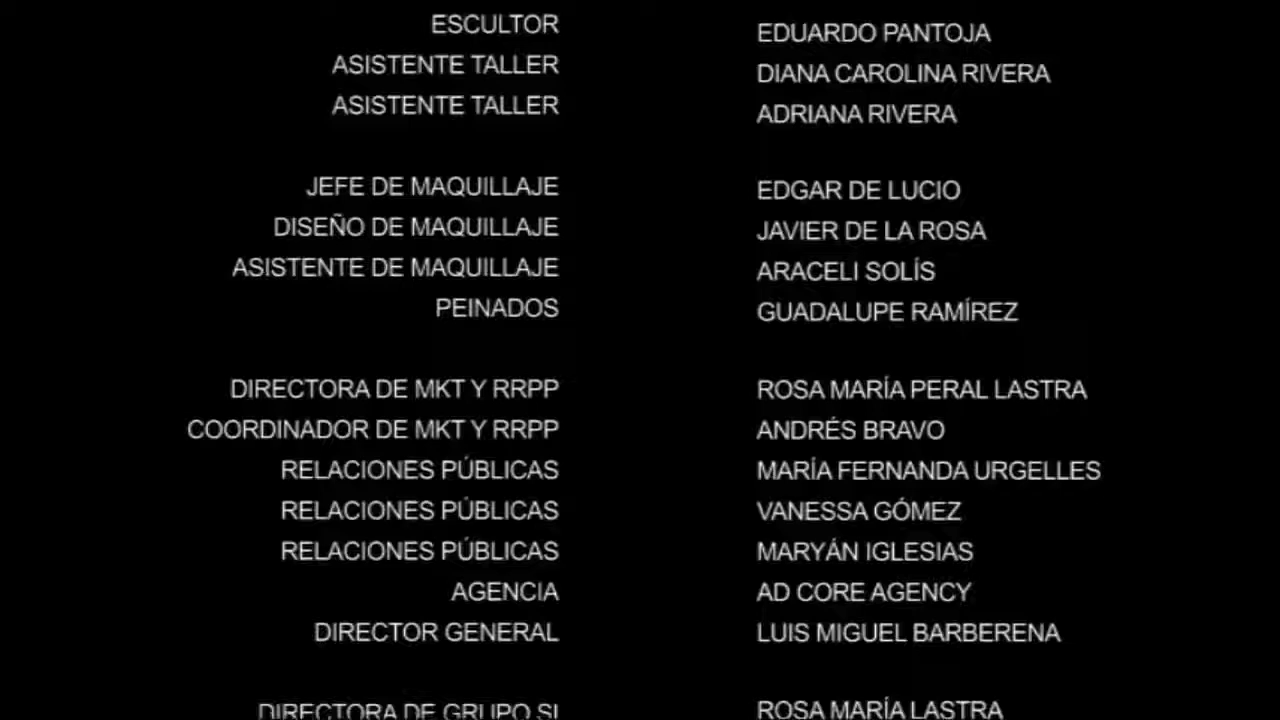 ESCULTOR EDUARDO PANTOJA
ASISTENTE TALLER DIANA CAROLINA RIVERA
ASISTENTE TALLER ADRIANA RIVERA
JEFE DE MAQUILLAJE EDGAR DE LUCIO
DISEÑO DE MAQUILLAJE JAVIER DE LA ROSA
ASISTENTE DE MAQUILLAJE ARACELI SOLÍS
PEINADOS GUADALUPE RAMÍREZ
DIRECTORA DE MKT Y RRPP ROSA MARÍA PERAL LASTRA
COORDINADOR DE MKT Y RRPP ANDRÉS BRAVO
RELACIONES PÚBLICAS MARÍA FERNANDA URGELLES
RELACIONES PÚBLICAS VANESSA GÓMEZ
RELACIONES PÚBLICAS MARYÁN IGLESIAS
AGENCIA AD CORE AGENCY
DIRECTOR GENERAL LUIS MIGUEL BARBERENA
DIRECTORA DE GRUPO SI ROSA MARÍA LASTRA